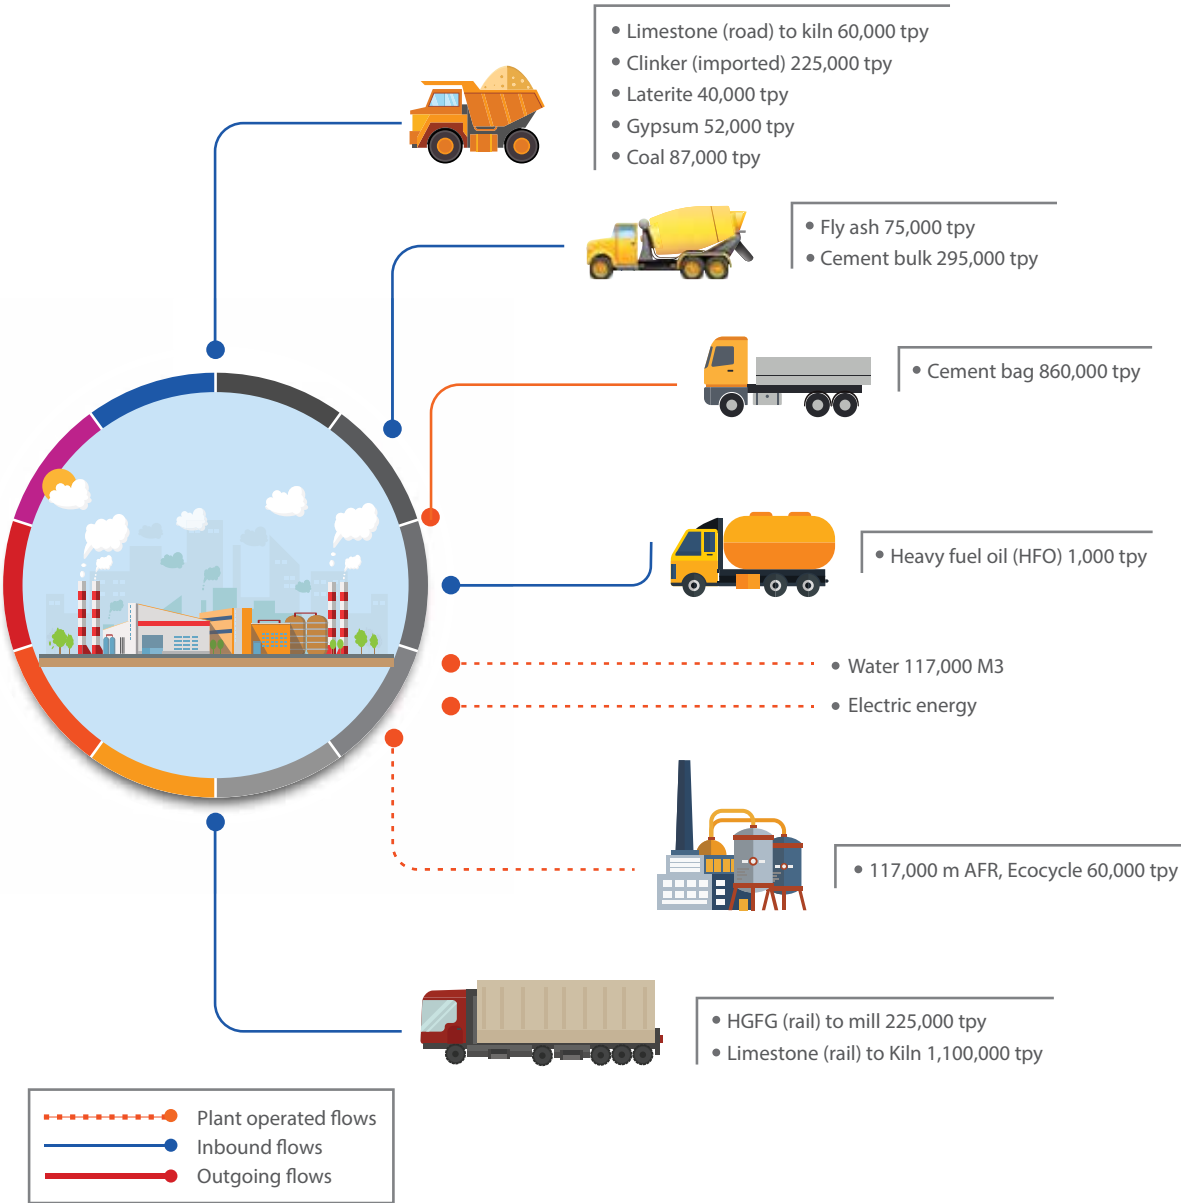 • Limestone (road) to kiln 60,000 tpy
• Clinker (imported) 225,000 tpy
• Laterite 40,000 tpy
• Gypsum 52,000 tpy
• Coal 87,000 tpy
• Fly ash 75,000 tpy
• Cement bulk 295,000 tpy
• Cement bag 860,000 tpy
• Heavy fuel oil (HFO) 1,000 tpy
• Water 117,000 M3
• Electric energy
• 117,000 m AFR, Ecocycle 60,000 tpy
• HGFG (rail) to mill 225,000 tpy
• Limestone (rail) to Kiln 1,100,000 tpy
Plant operated flows
Inbound flows
Outgoing flows